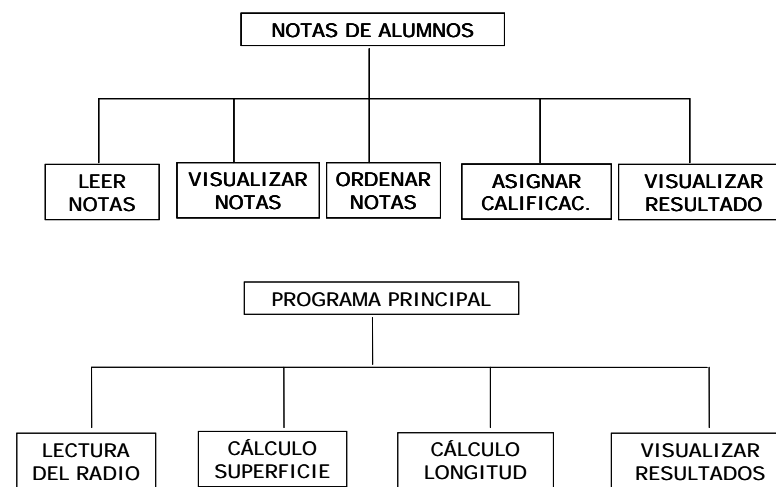 NOTAS DE ALUMNOS
LEER
NOTAS
VISUALIZAR
NOTAS
ORDENAR
NOTAS
ASIGNAR
CALIFICAC.
VISUALIZAR
RESULTADO
PROGRAMA PRINCIPAL
LECTURA
DEL RADIO
CÁLCULO
SUPERFICIE
CÁLCULO
LONGITUD
VISUALIZAR
RESULTADOS